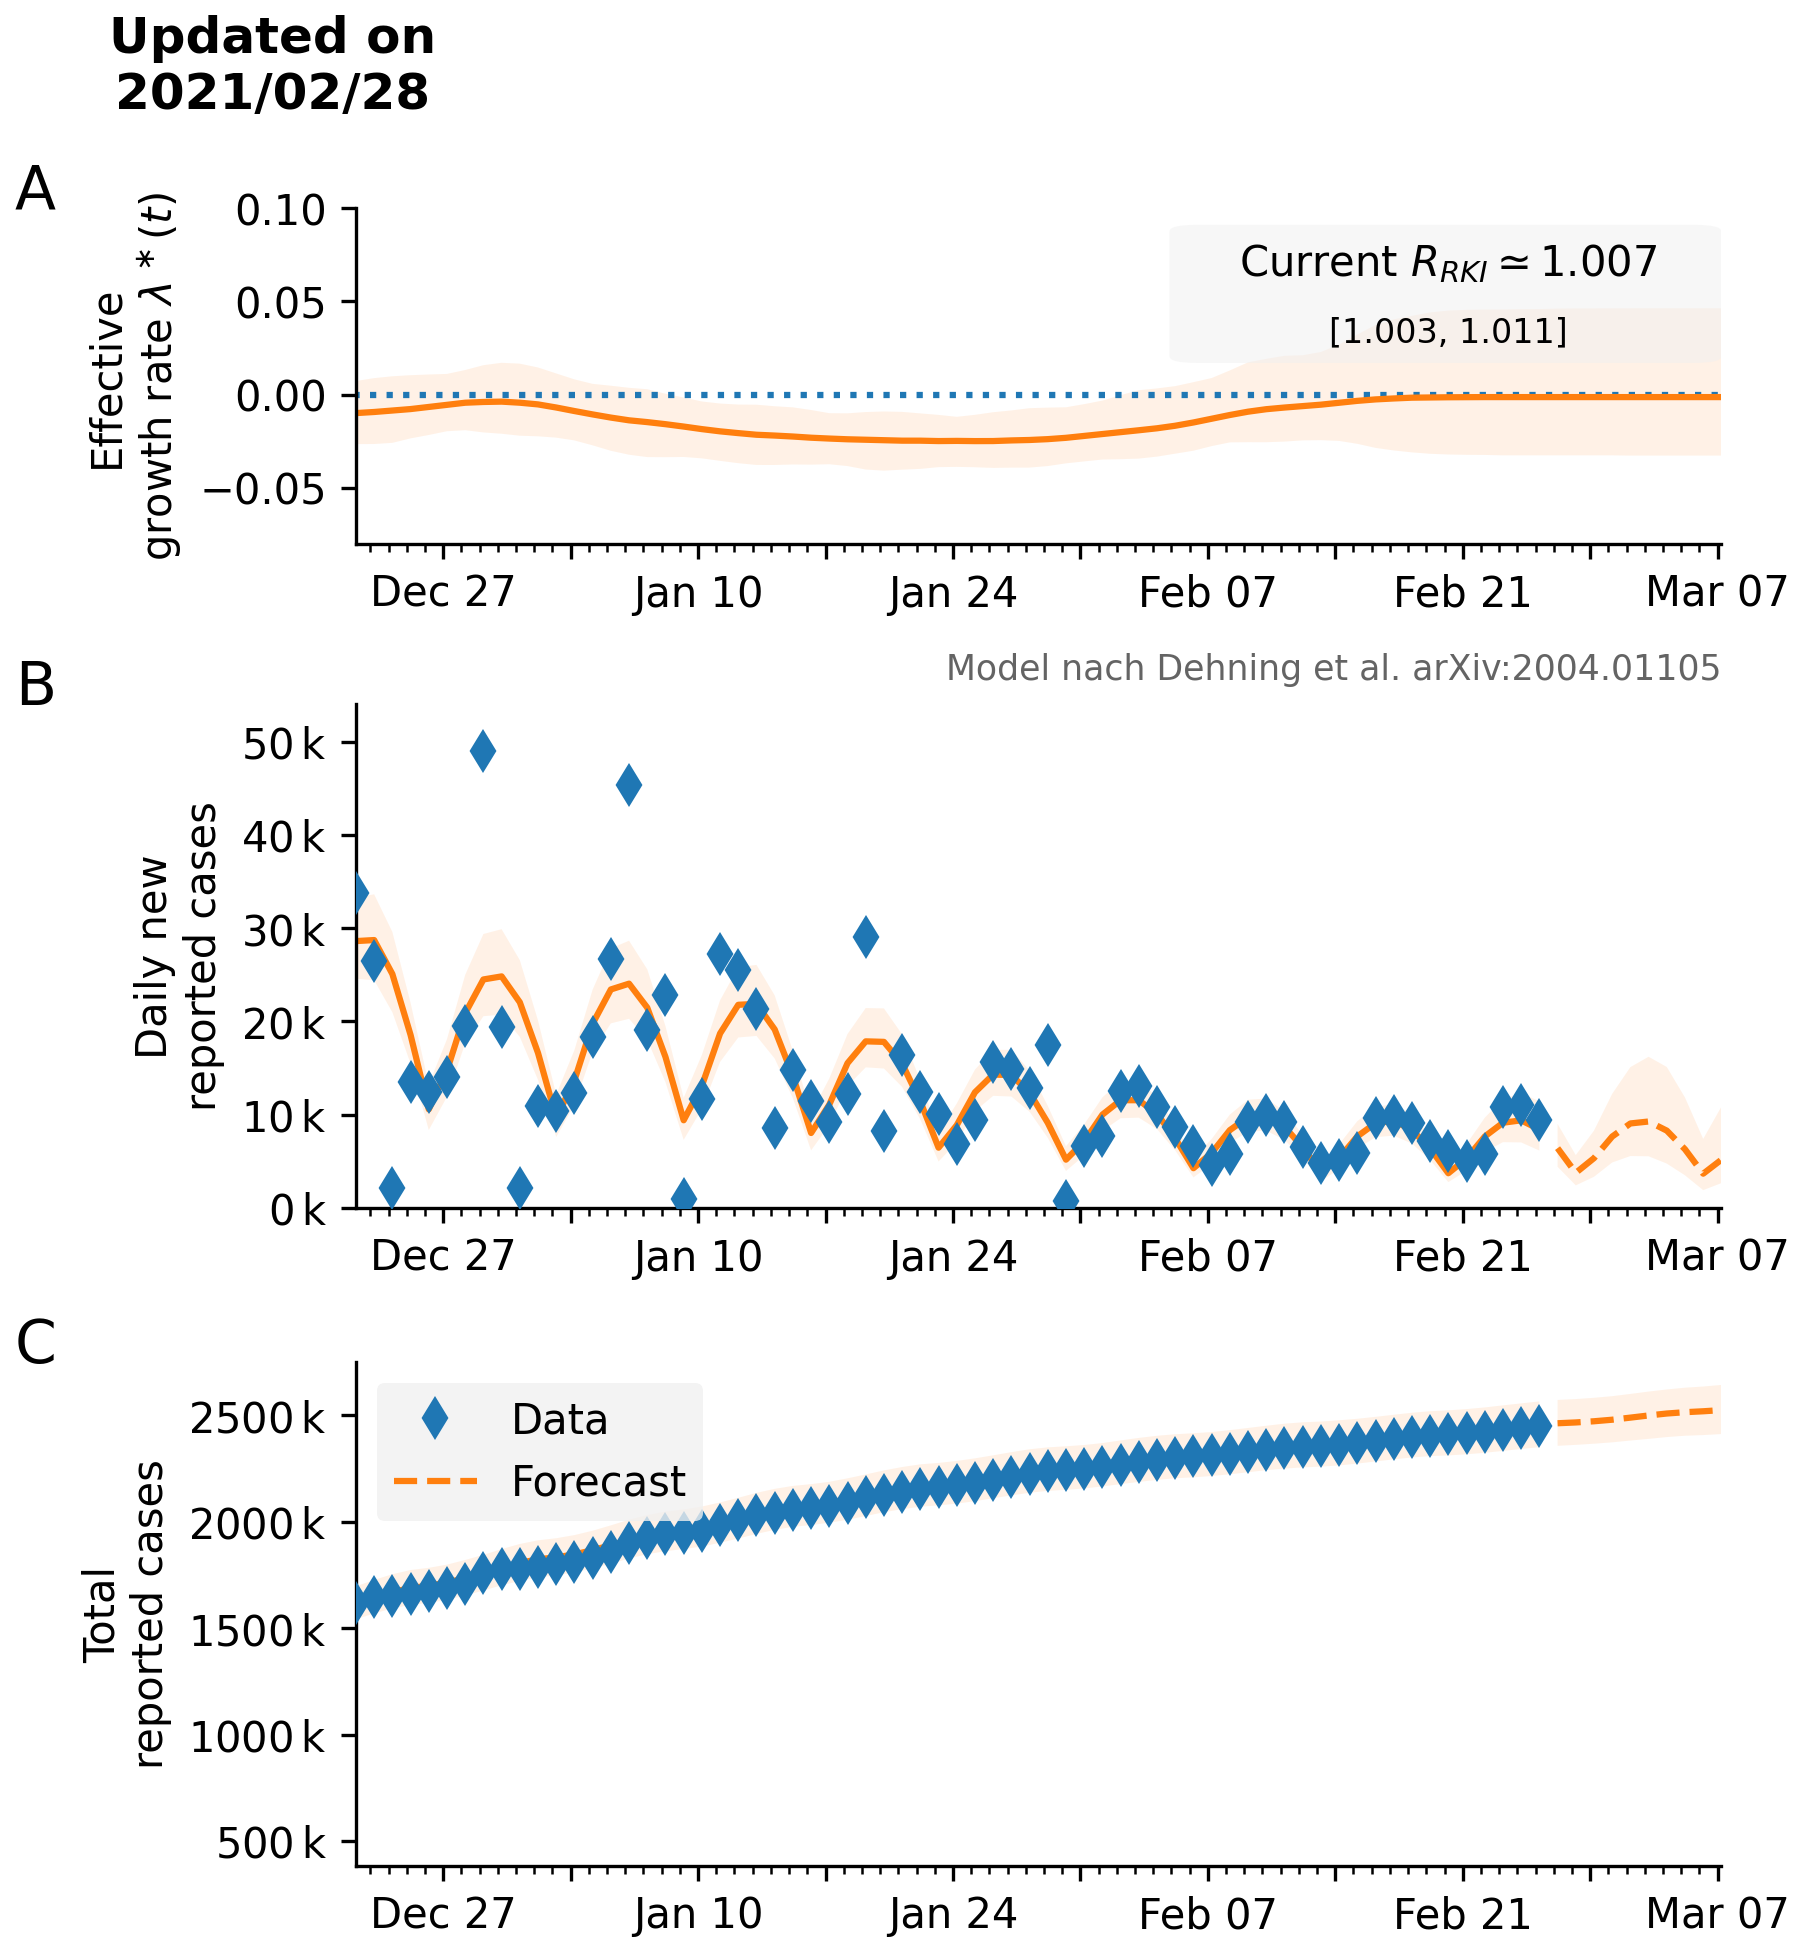 Updated on
2021/02/28
A
Effective
growth rate λ * (t)
0.10
0.05
0.00
−0.05
Current R_RKI ≃ 1.007
[1.003, 1.011]
Dec 27 Jan 10 Jan 24 Feb 07 Feb 21 Mar 07
B
Model nach Dehning et al. arXiv:2004.01105
Daily new
reported cases
50 k
40 k
30 k
20 k
10 k
0 k
Dec 27 Jan 10 Jan 24 Feb 07 Feb 21 Mar 07
C
Total
reported cases
2500 k
2000 k
1500 k
1000 k
500 k
Data
Forecast
Dec 27 Jan 10 Jan 24 Feb 07 Feb 21 Mar 07